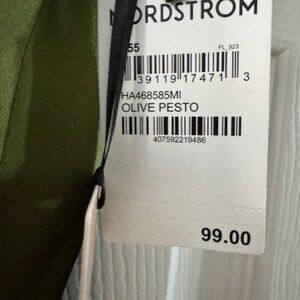 NORDSTROM
55
FL_923
39119 17471 3
HA468585MI
OLIVE PESTO
407592219486
99.00